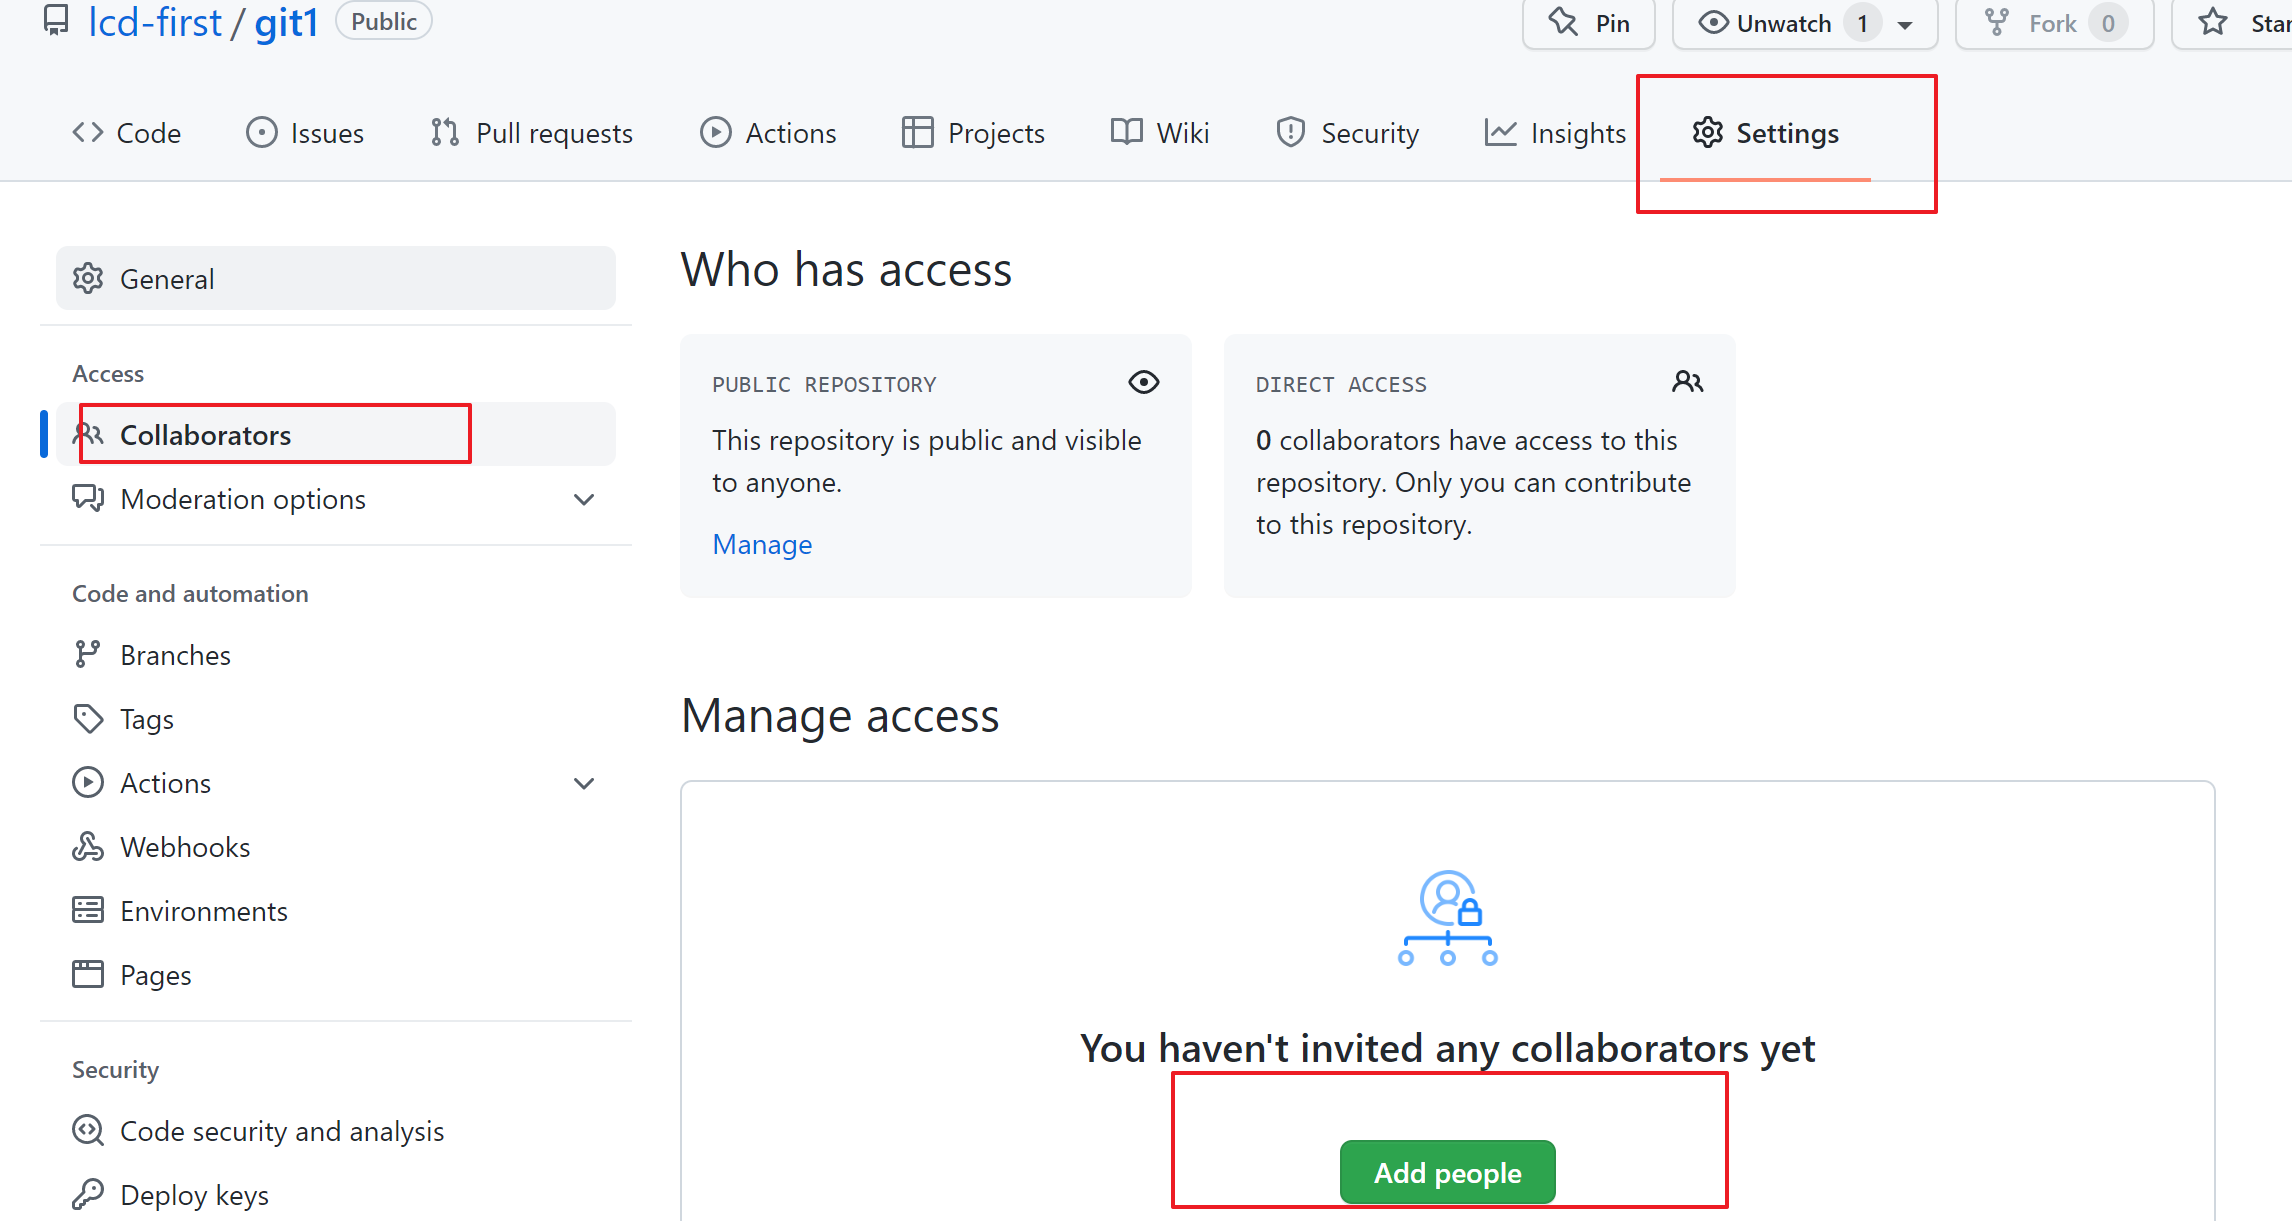 lcd-first / git1 Public
Pin Unwatch 1 Fork 0
Code Issues Pull requests Actions Projects Wiki Security Insights Settings
General
Access
Collaborators
Moderation options
Code and automation
Branches
Tags
Actions
Webhooks
Environments
Pages
Security
Code security and analysis
Deploy keys
Who has access
PUBLIC REPOSITORY
This repository is public and visible
to anyone.
Manage
DIRECT ACCESS
0 collaborators have access to this
repository. Only you can contribute
to this repository.
Manage access
You haven't invited any collaborators yet
Add people